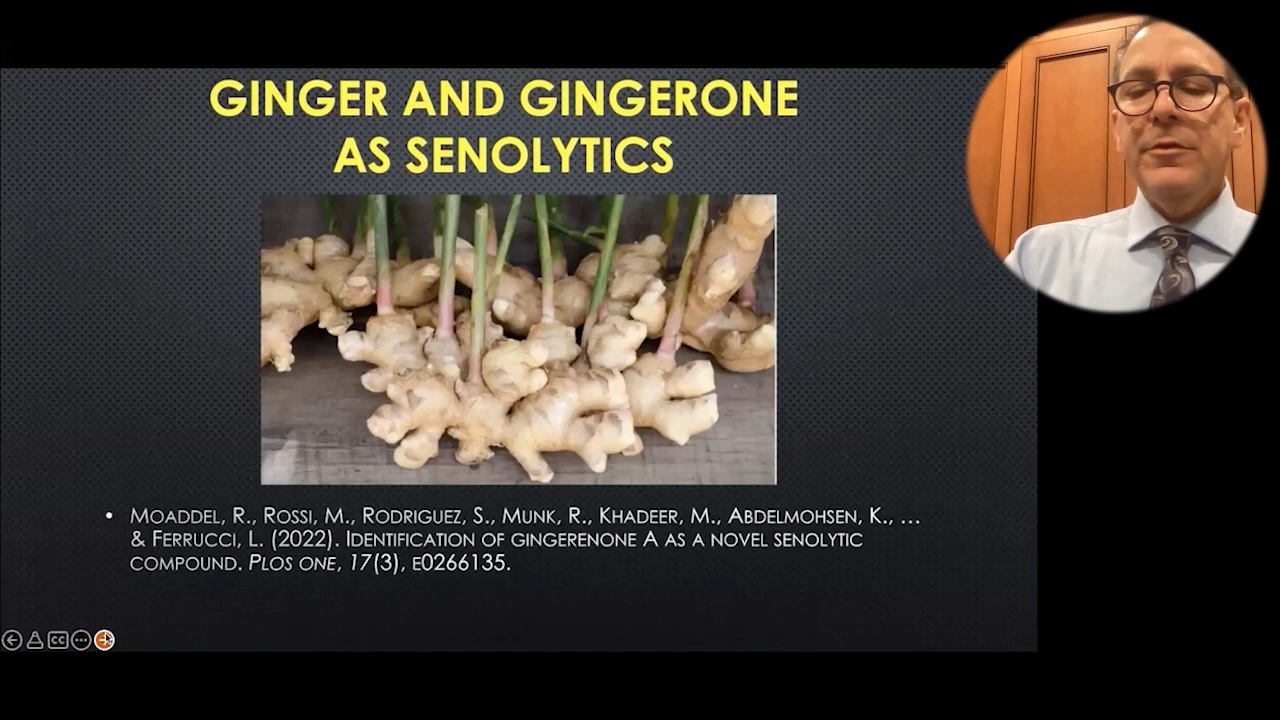 GINGER AND GINGERONE
AS SENOLYTICS
• MOADDEL, R., ROSSI, M., RODRIGUEZ, S., MUNK, R., KHADEER, M., ABDELMOHSEN, K., …
& FERRUCCI, L. (2022). IDENTIFICATION OF GINGERENONE A AS A NOVEL SENOLYTIC
COMPOUND. PLOS ONE, 17(3), E0266135.
CC